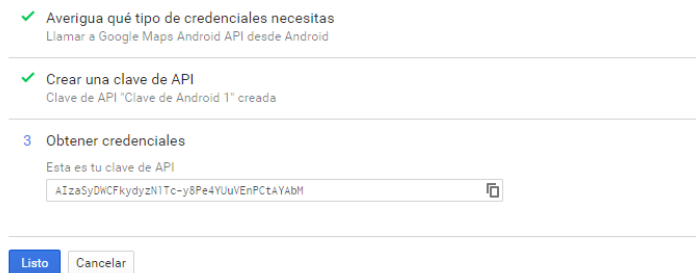 Averigua qué tipo de credenciales necesitas
Llamar a Google Maps Android API desde Android
Crear una clave de API
Clave de API "Clave de Android 1" creada
3 Obtener credenciales
Esta es tu clave de API
AIzaSyDWCFkydyzN1Tc-y8Pe4YUuVEnPCtAYAbM
Listo Cancelar